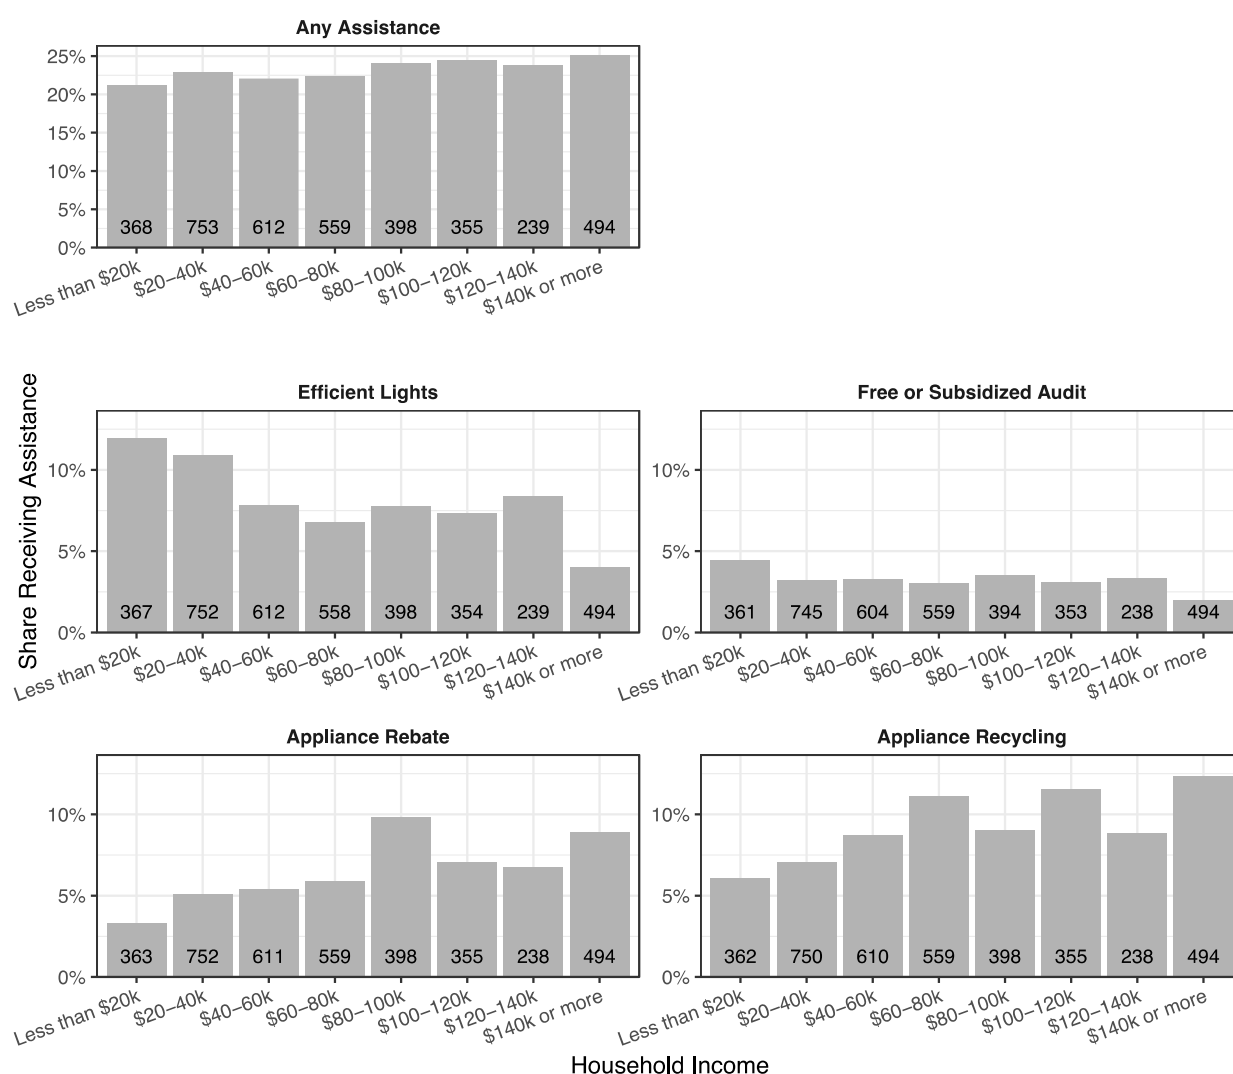 Any Assistance
25%
20%
15%
10%
5%
0%
368 753 612 559 398 355 239 494
Less than $20k $20–40k $40–60k $60–80k $80–100k $100–120k $120–140k $140k or more
Share Receiving Assistance
Efficient Lights
10%
5%
0%
367 752 612 558 398 354 239 494
Less than $20k $20–40k $40–60k $60–80k $80–100k $100–120k $120–140k $140k or more
Free or Subsidized Audit
10%
5%
0%
361 745 604 559 394 353 238 494
Less than $20k $20–40k $40–60k $60–80k $80–100k $100–120k $120–140k $140k or more
Appliance Rebate
10%
5%
0%
363 752 611 559 398 355 238 494
Less than $20k $20–40k $40–60k $60–80k $80–100k $100–120k $120–140k $140k or more
Appliance Recycling
10%
5%
0%
362 750 610 559 398 355 238 494
Less than $20k $20–40k $40–60k $60–80k $80–100k $100–120k $120–140k $140k or more
Household Income